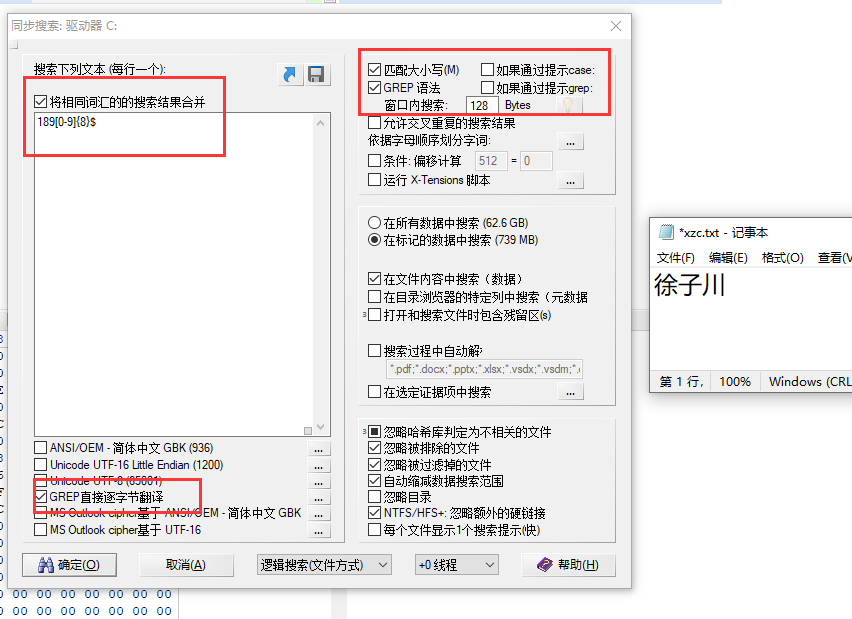 同步搜索: 驱动器 C:
搜索下列文本 (每行一个):
将相同词汇的的搜索结果合并
189[0-9]{8}$
ANSI/OEM - 简体中文 GBK (936)
...
Unicode UTF-16 Little Endian (1200)
...
Unicode UTF-8 (65001)
...
GREP直接逐字节翻译
...
MS Outlook cipher基于 ANSI/OEM - 简体中文 GBK
...
MS Outlook cipher基于 UTF-16
...
匹配大小写(M)
如果通过提示case:
GREP 语法
如果通过提示grep:
窗口内搜索: 128 Bytes
允许交叉重复的搜索结果
依据字母顺序划分字词:
...
条件: 偏移计算 512 = 0
运行 X-Tensions 脚本
...
在所有数据中搜索 (62.6 GB)
在标记的数据中搜索 (739 MB)
在文件内容中搜索（数据）
在目录浏览器的特定列中搜索（元数据
3 打开和搜索文件时包含残留区(s)
搜索过程中自动解
*.pdf;*.docx;*.pptx;*.xlsx;*.vsdx;*.vsdm;*.
在选定证据项中搜索
...
3 忽略哈希库判定为不相关的文件
忽略被排除的文件
忽略被过滤掉的文件
自动缩减数据搜索范围
忽略目录
NTFS/HFS+: 忽略额外的硬链接
每个文件显示1个搜索提示(快)
确定(O)
取消(A)
逻辑搜索(文件方式)
+0 线程
帮助(H)
00 00 00 00 00 00 00
00 00 00 00 00 00 00
*xzc.txt - 记事本
文件(F) 编辑(E) 格式(O) 查看(V
徐子川
第 1 行,
100%
Windows (CRL